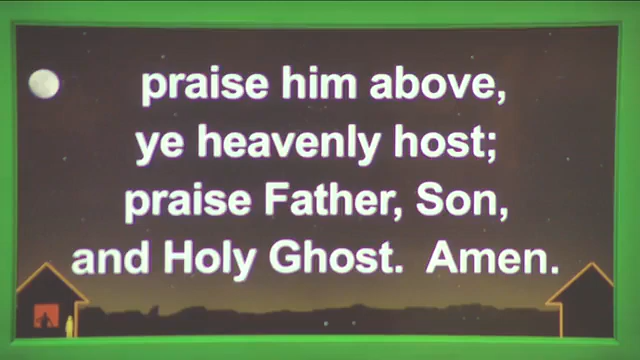 praise him above,
ye heavenly host;
praise Father, Son,
and Holy Ghost.  Amen.